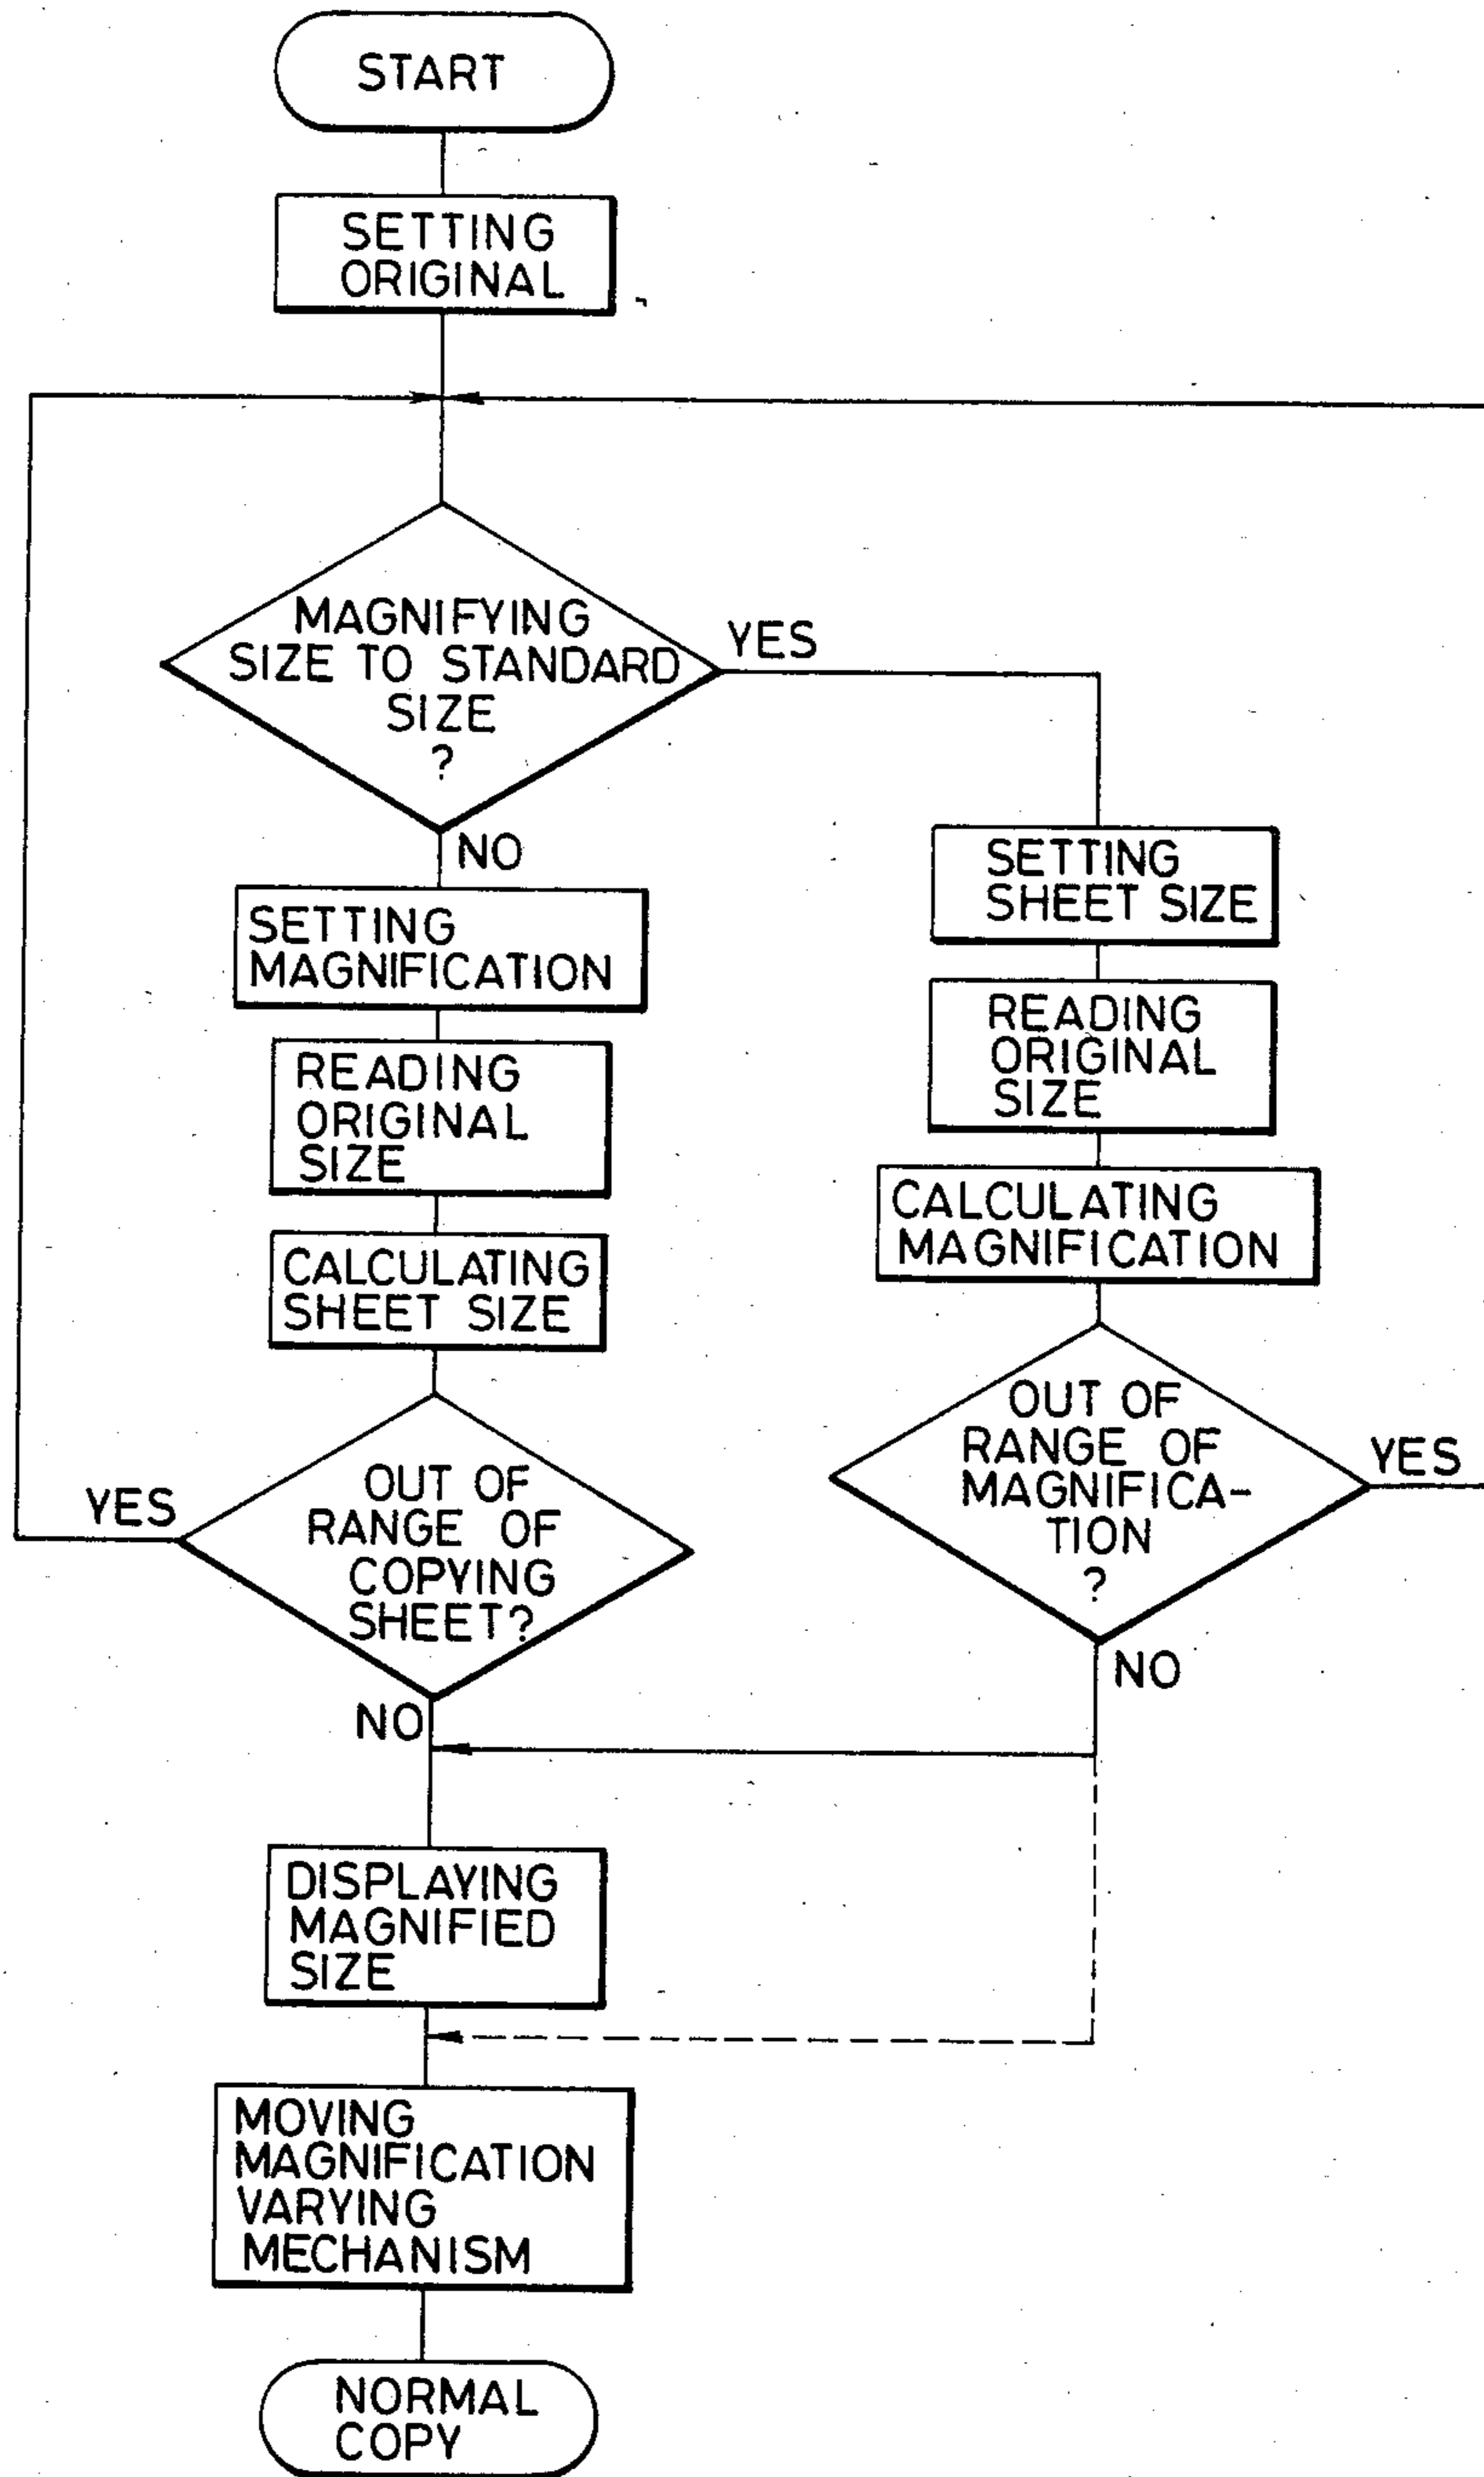 START
SETTING
ORIGINAL
MAGNIFYING
SIZE TO STANDARD
SIZE
?
YES
NO
SETTING
MAGNIFICATION
READING
ORIGINAL
SIZE
CALCULATING
SHEET SIZE
OUT OF
RANGE OF
COPYING
SHEET?
YES
NO
SETTING
SHEET SIZE
READING
ORIGINAL
SIZE
CALCULATING
MAGNIFICATION
OUT OF
RANGE OF
MAGNIFICA-
TION
?
YES
NO
DISPLAYING
MAGNIFIED
SIZE
MOVING
MAGNIFICATION
VARYING
MECHANISM
NORMAL
COPY